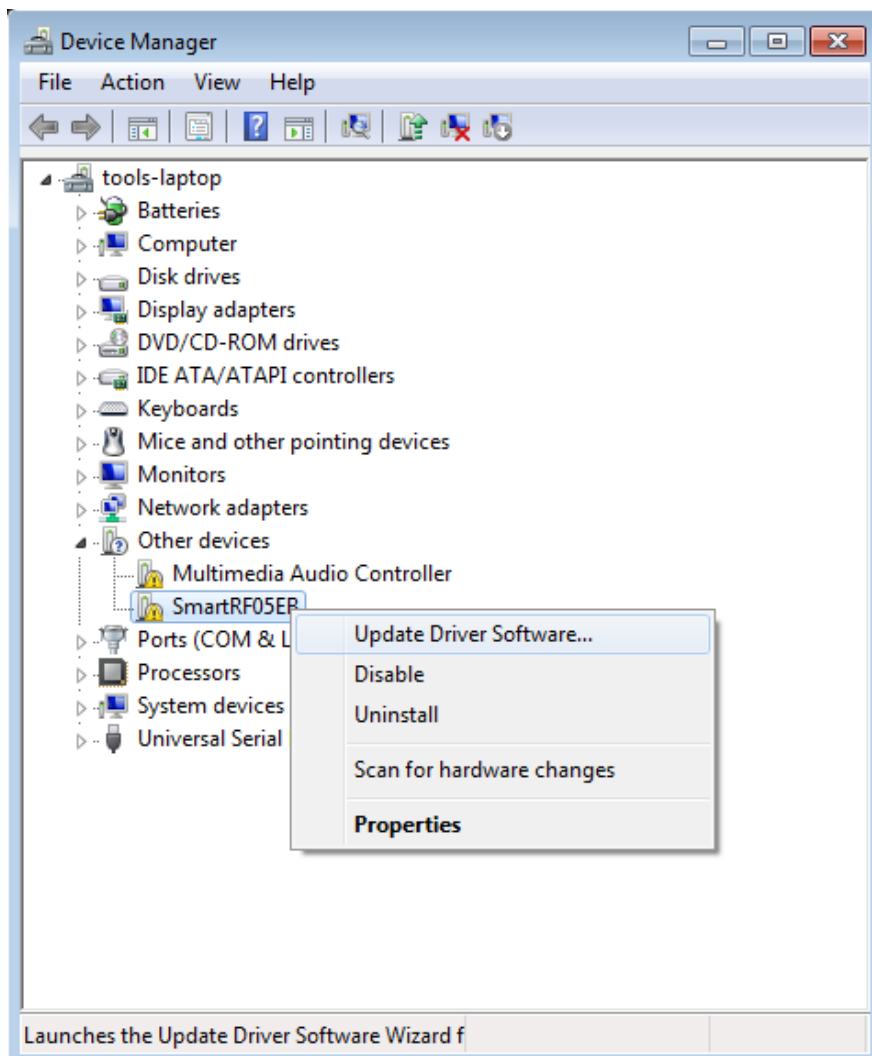 Device Manager
File Action View Help
tools-laptop
Batteries
Computer
Disk drives
Display adapters
DVD/CD-ROM drives
IDE ATA/ATAPI controllers
Keyboards
Mice and other pointing devices
Monitors
Network adapters
Other devices
Multimedia Audio Controller
SmartRF05EB
Ports (COM & L
Processors
System devices
Universal Serial
Update Driver Software...
Disable
Uninstall
Scan for hardware changes
Properties
Launches the Update Driver Software Wizard f